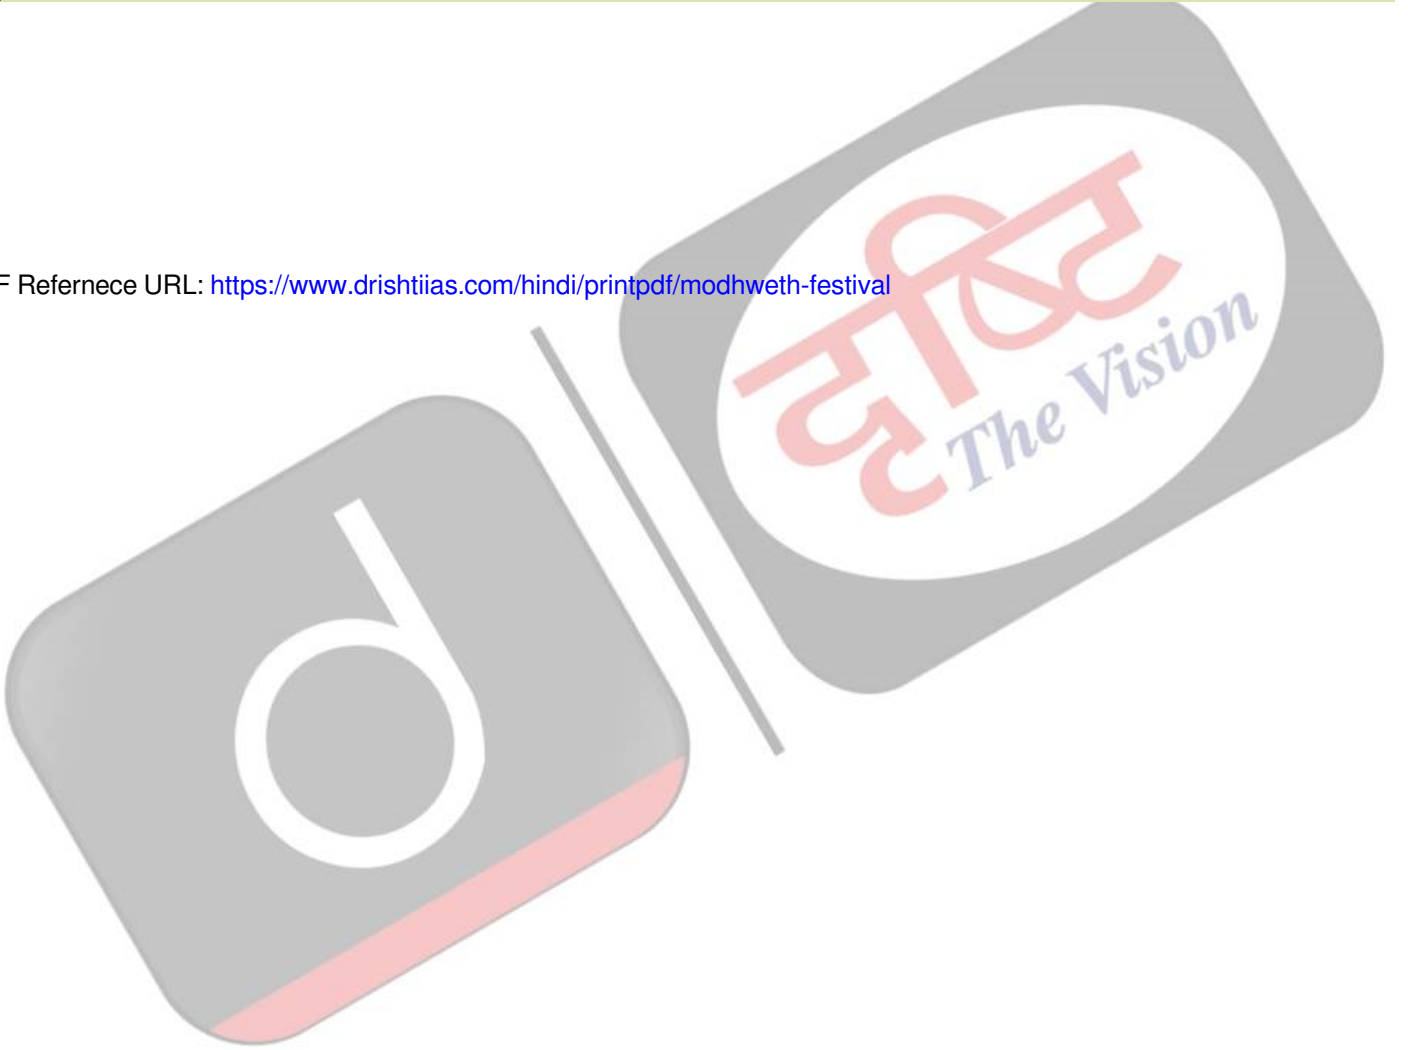 F Refernece URL: https://www.drishtiias.com/hindi/printpdf/modhweth-festival
दृष्टि
The Vision
d